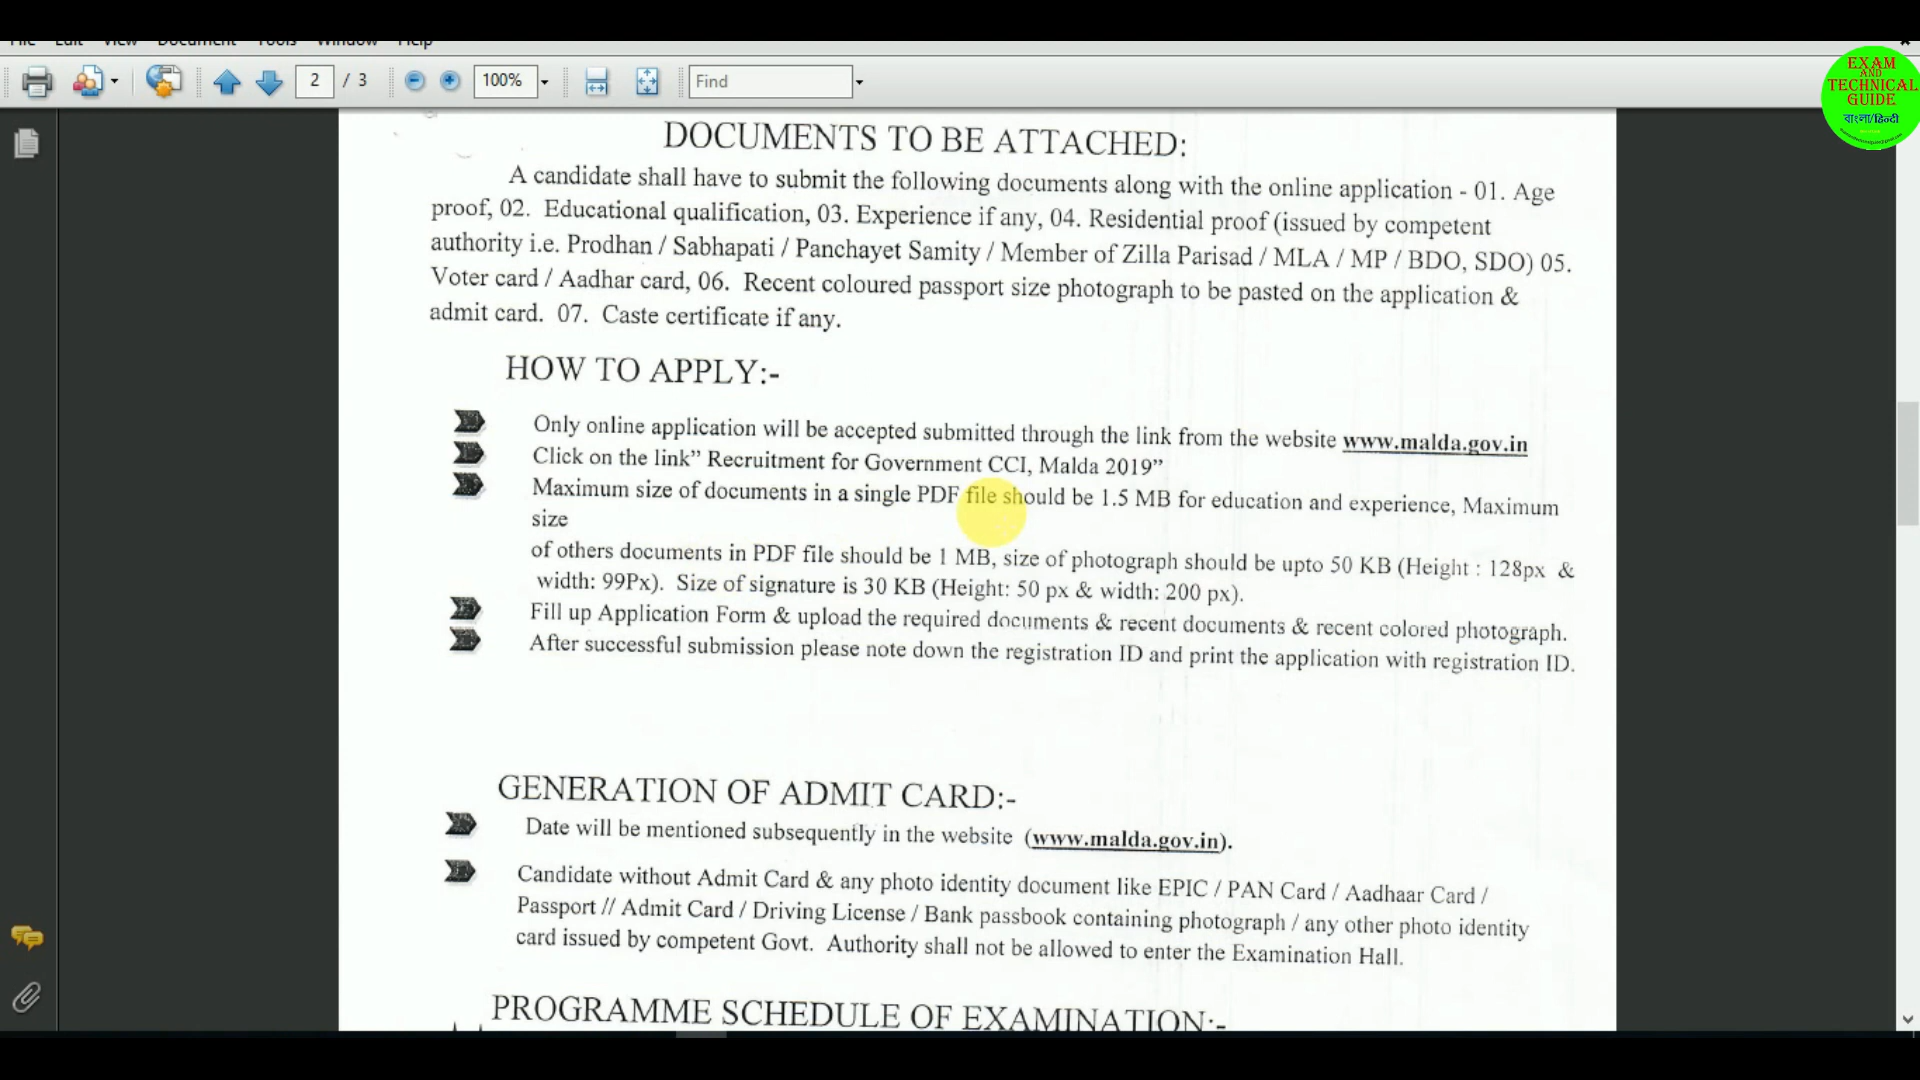 File Edit View Document Tools Window Help
2 / 3 100% Find
EXAM
AND
TECHNICAL
GUIDE
বাংলা/हिन्दी
DOCUMENTS TO BE ATTACHED:
A candidate shall have to submit the following documents along with the online application - 01. Age
proof, 02. Educational qualification, 03. Experience if any, 04. Residential proof (issued by competent
authority i.e. Prodhan / Sabhapati / Panchayet Samity / Member of Zilla Parisad / MLA / MP / BDO, SDO) 05.
Voter card / Aadhar card, 06. Recent coloured passport size photograph to be pasted on the application &
admit card. 07. Caste certificate if any.
HOW TO APPLY:-
Only online application will be accepted submitted through the link from the website www.malda.gov.in
Click on the link” Recruitment for Government CCI, Malda 2019”
Maximum size of documents in a single PDF file should be 1.5 MB for education and experience, Maximum
size
of others documents in PDF file should be 1 MB, size of photograph should be upto 50 KB (Height : 128px &
width: 99Px). Size of signature is 30 KB (Height: 50 px & width: 200 px).
Fill up Application Form & upload the required documents & recent documents & recent colored photograph.
After successful submission please note down the registration ID and print the application with registration ID.
GENERATION OF ADMIT CARD:-
Date will be mentioned subsequently in the website (www.malda.gov.in).
Candidate without Admit Card & any photo identity document like EPIC / PAN Card / Aadhaar Card /
Passport // Admit Card / Driving License / Bank passbook containing photograph / any other photo identity
card issued by competent Govt. Authority shall not be allowed to enter the Examination Hall.
PROGRAMME SCHEDULE OF EXAMINATION:-